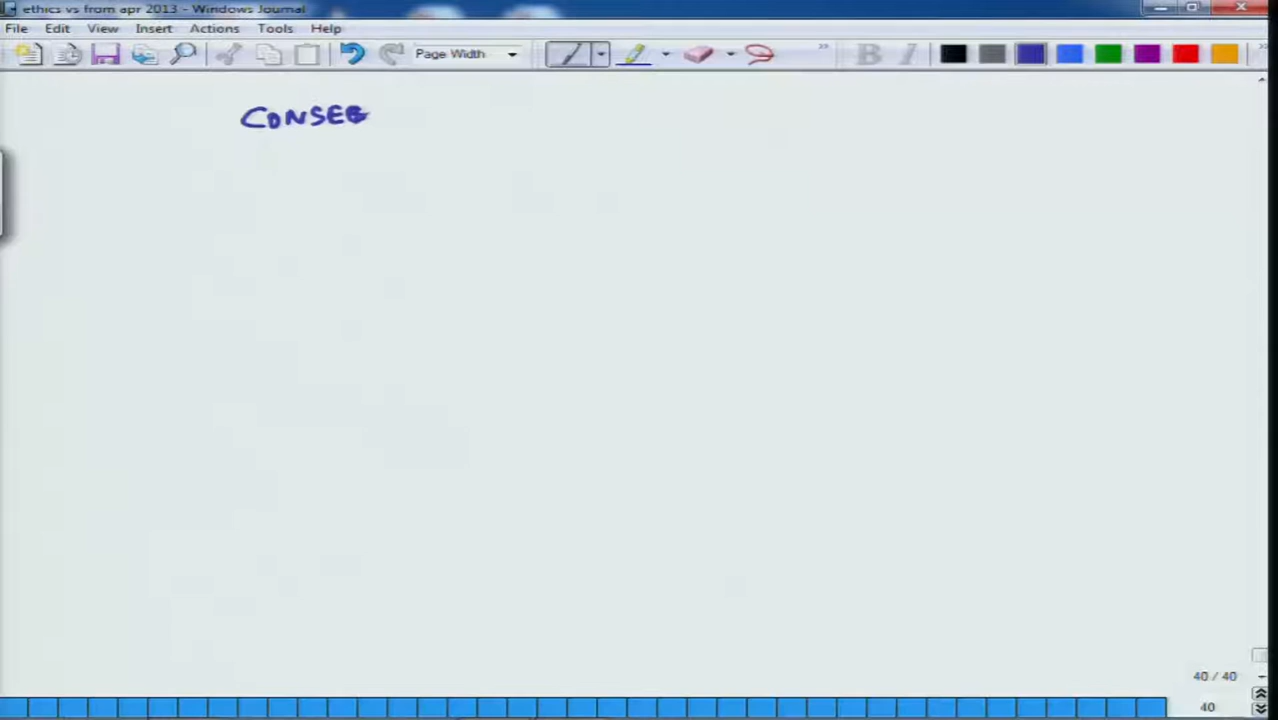 ethics vs from apr 2013 - Windows Journal
File Edit View Insert Actions Tools Help
Page Width B I
CONSEE
40 / 40
40